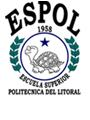 ESPOL
1958
ESCUELA SUPERIOR
POLITECNICA DEL LITORAL